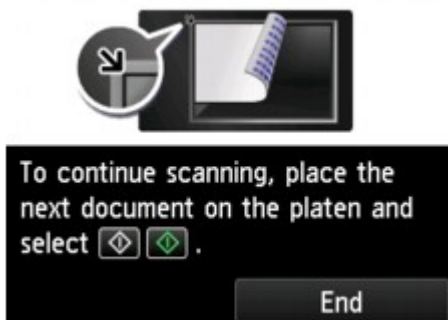 To continue scanning, place the
next document on the platen and
select .
End